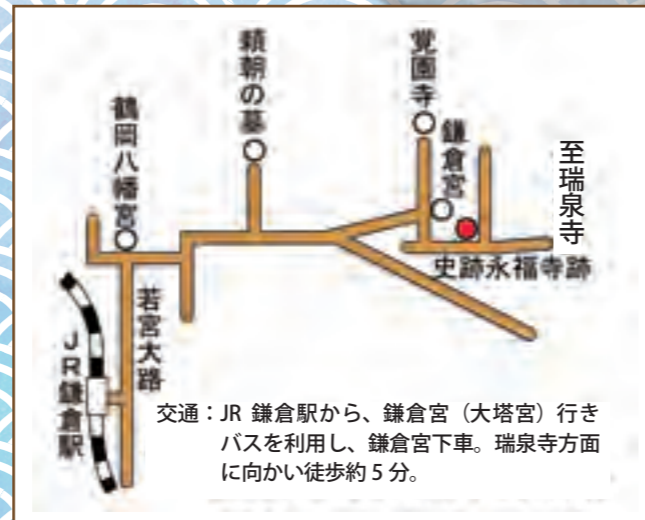 鶴岡八幡宮
頼朝の墓
覚園寺
鎌倉宮
至瑞泉寺
史跡永福寺跡
若宮大路
JR鎌倉駅
交通：JR 鎌倉駅から、鎌倉宮（大塔宮）行き
バスを利用し、鎌倉宮下車。瑞泉寺方面
に向かい徒歩約 5 分。